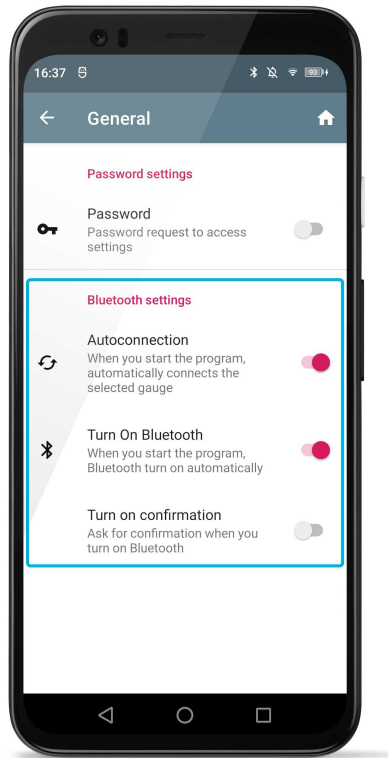 16:37
93
General
Password settings
Password
Password request to access
settings
Bluetooth settings
Autoconnection
When you start the program,
automatically connects the
selected gauge
Turn On Bluetooth
When you start the program,
Bluetooth turn on automatically
Turn on confirmation
Ask for confirmation when you
turn on Bluetooth